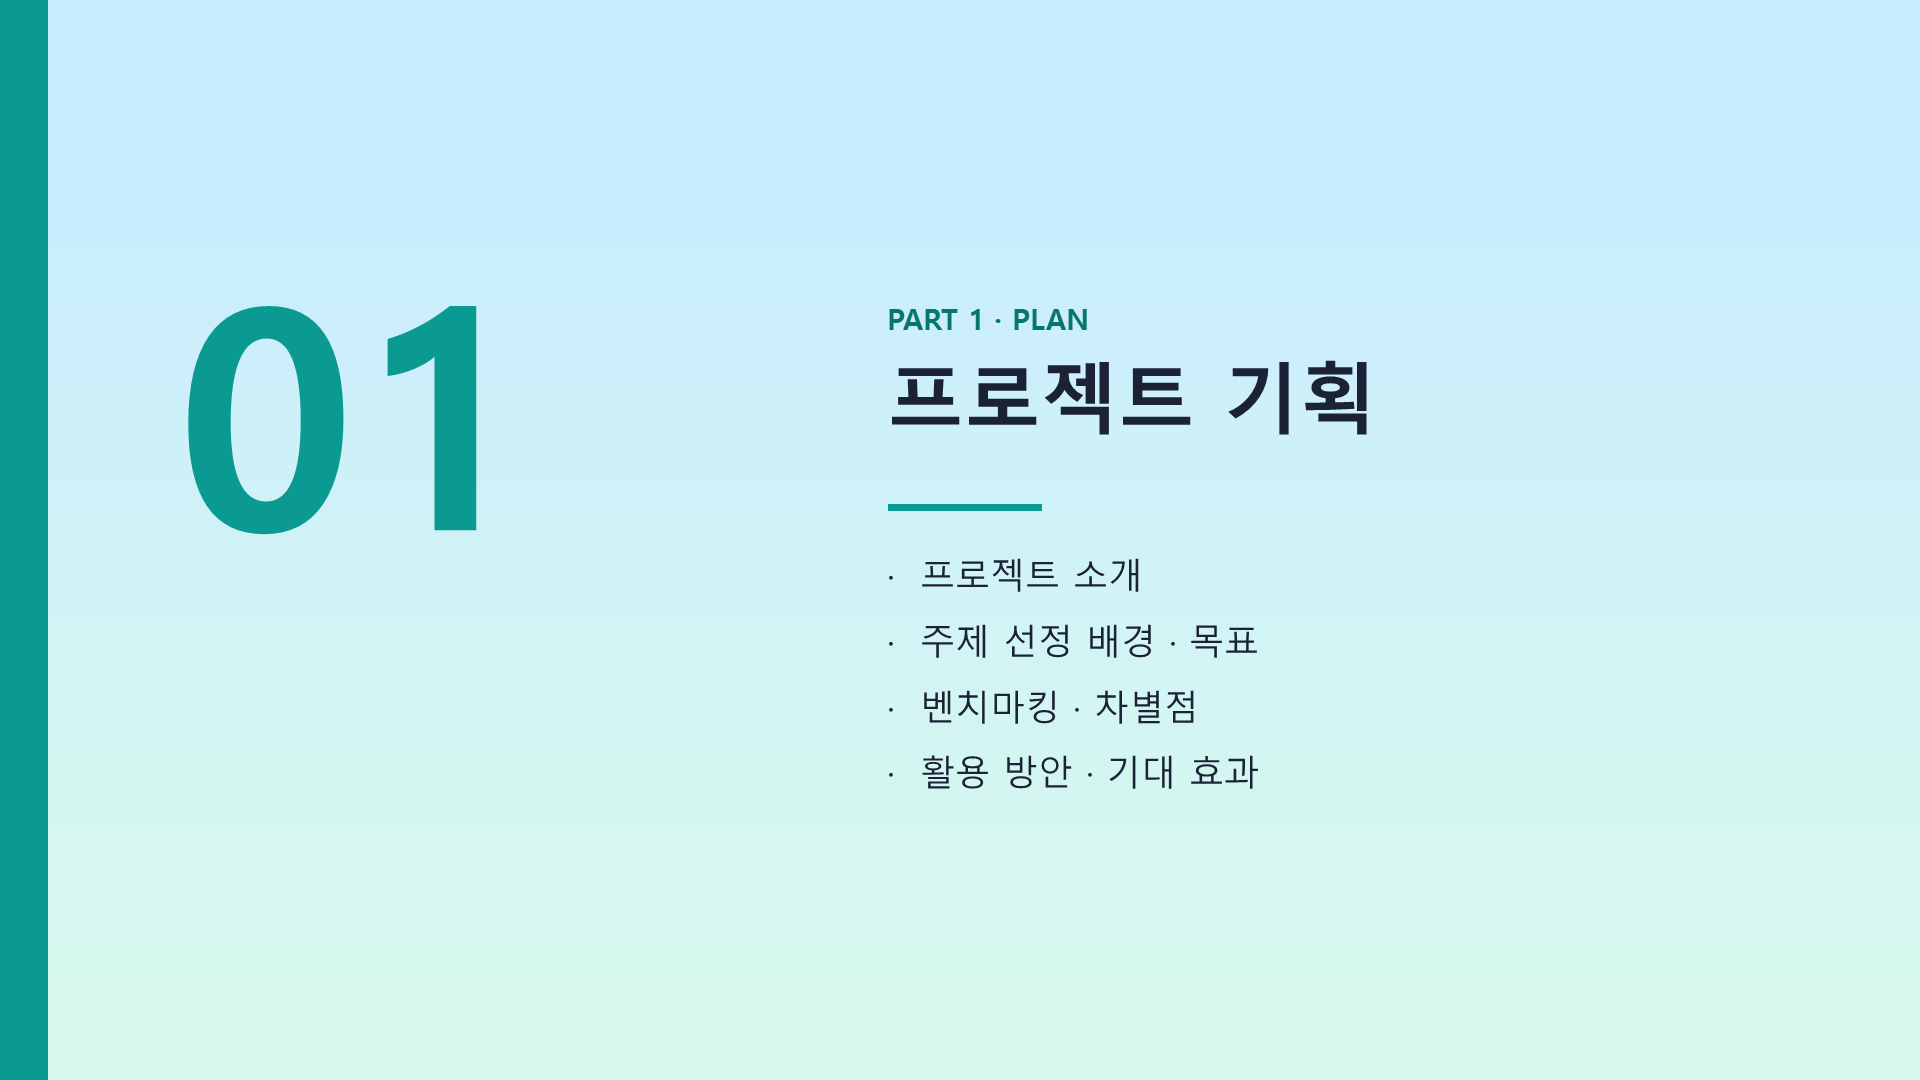 01
PART 1 · PLAN
프로젝트 기획
· 프로젝트 소개
· 주제 선정 배경 · 목표
· 벤치마킹 · 차별점
· 활용 방안 · 기대 효과